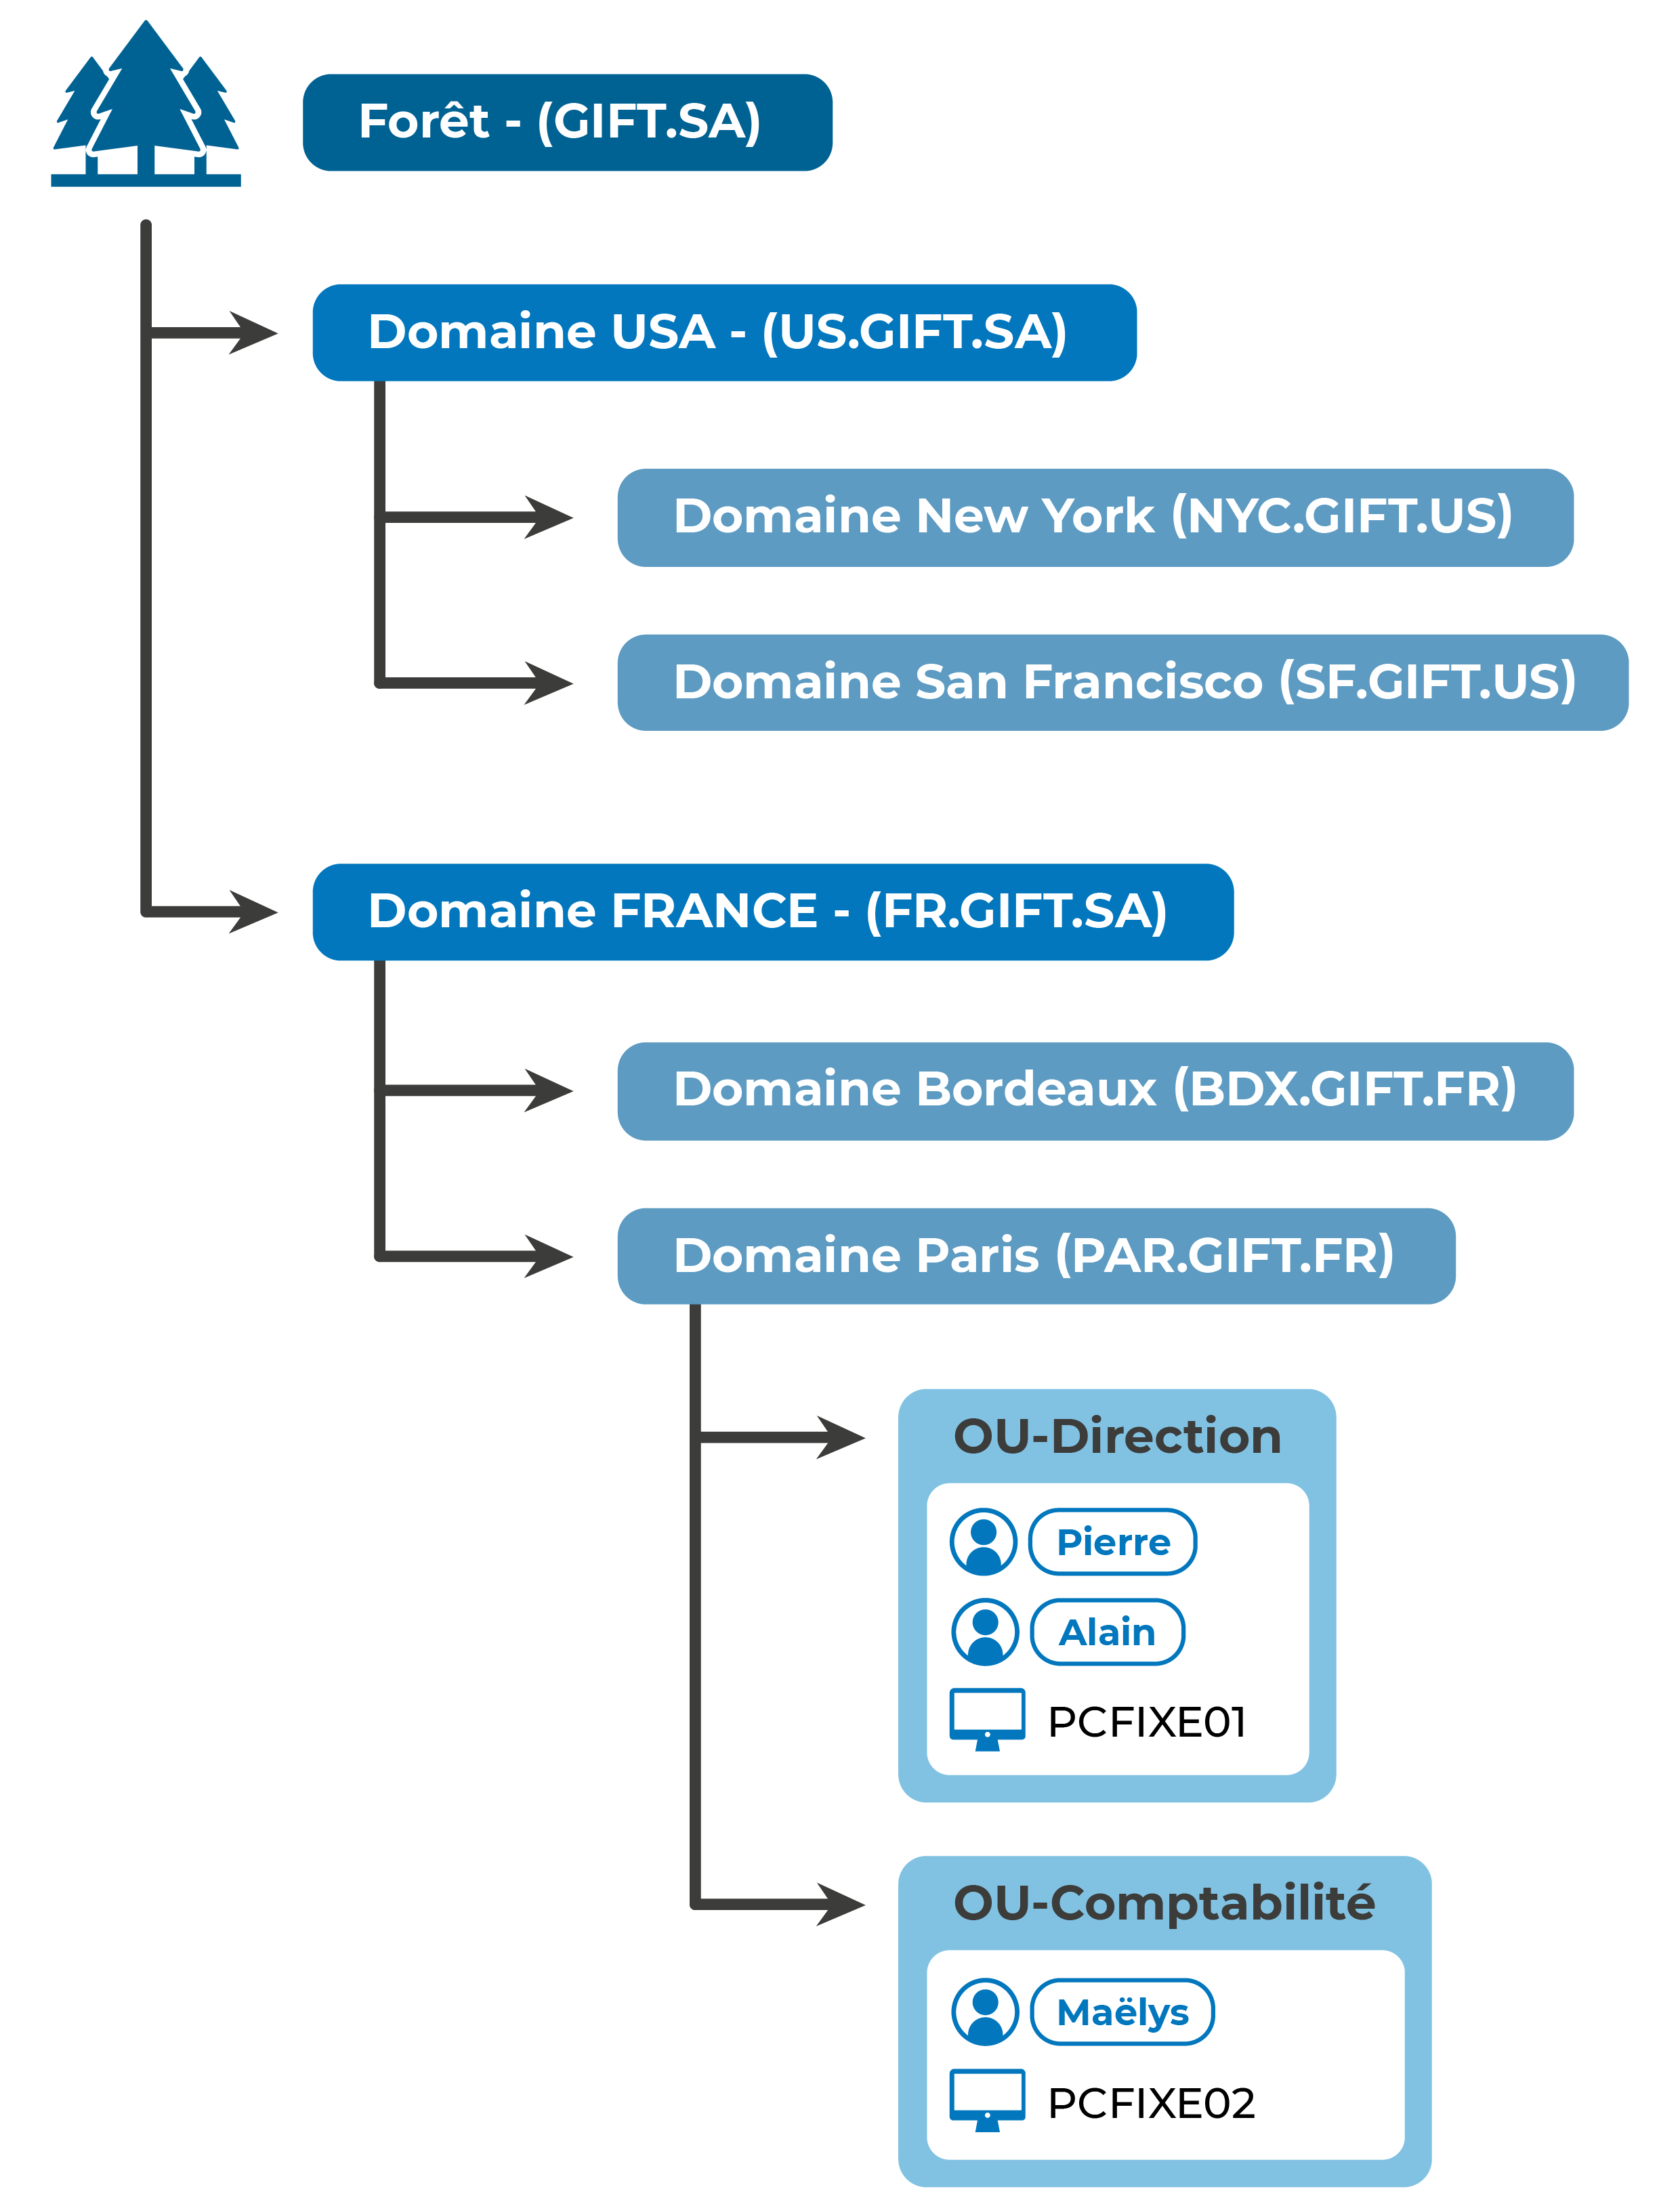 Forêt - (GIFT.SA)
Domaine USA - (US.GIFT.SA)
Domaine New York (NYC.GIFT.US)
Domaine San Francisco (SF.GIFT.US)
Domaine FRANCE - (FR.GIFT.SA)
Domaine Bordeaux (BDX.GIFT.FR)
Domaine Paris (PAR.GIFT.FR)
OU-Direction
Pierre
Alain
PCFIXE01
OU-Comptabilité
Maëlys
PCFIXE02